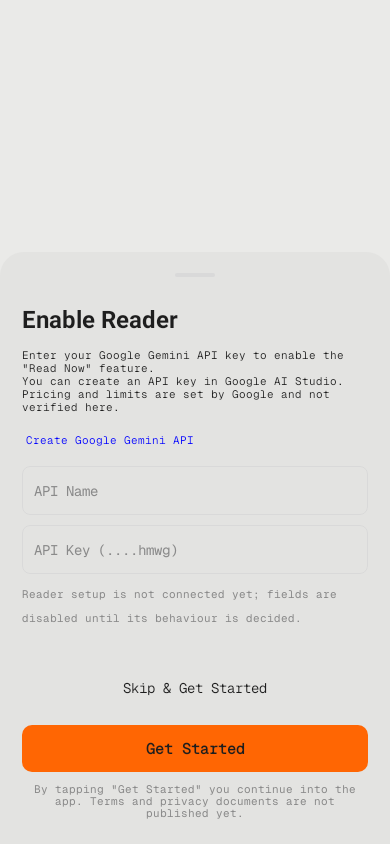 Enable Reader
Enter your Google Gemini API key to enable the
"Read Now" feature.
You can create an API key in Google AI Studio.
Pricing and limits are set by Google and not
verified here.
Create Google Gemini API
API Name
API Key (....hmwg)
Reader setup is not connected yet; fields are
disabled until its behaviour is decided.
Skip & Get Started
Get Started
By tapping "Get Started" you continue into the
app. Terms and privacy documents are not
published yet.